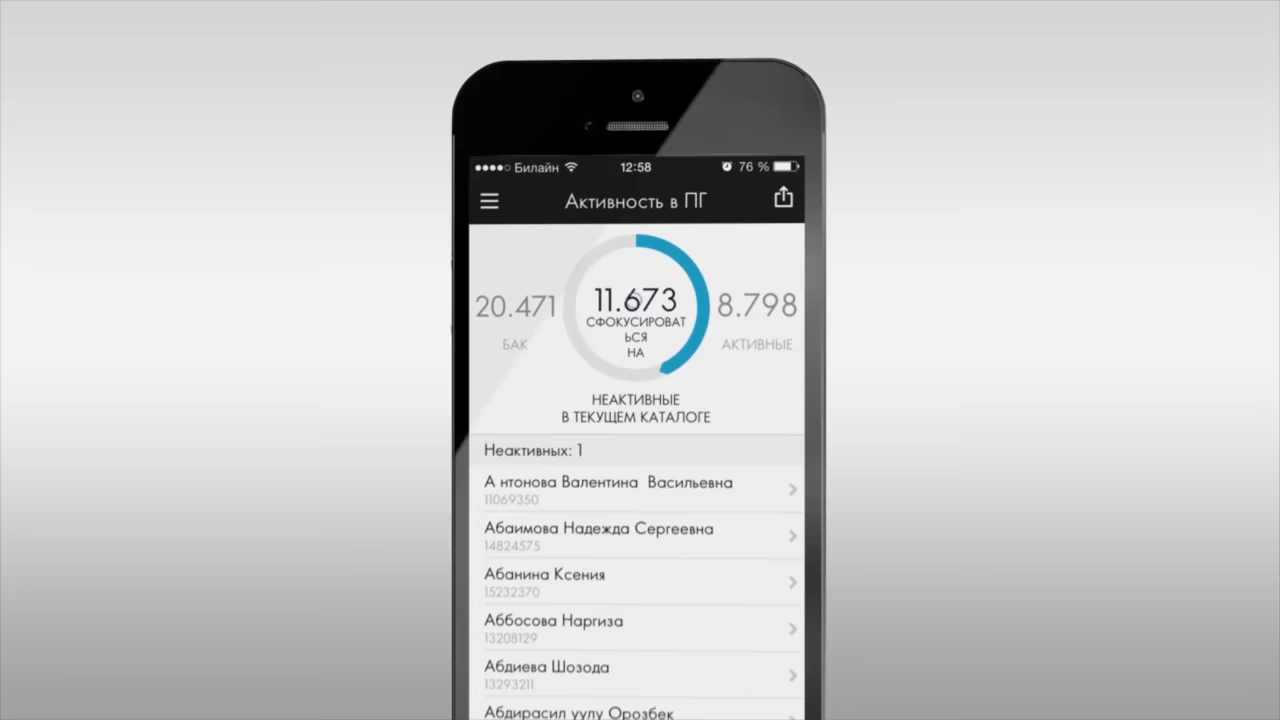 Билайн 12:58 76 %
Активность в ПГ
20.471
БАК
11.673
СФОКУСИРОВАТ
ЬСЯ
НА
8.798
АКТИВНЫЕ
НЕАКТИВНЫЕ
В ТЕКУЩЕМ КАТАЛОГЕ
Неактивных: 1
А нтонова Валентина Васильевна
11069350
Абаимова Надежда Сергеевна
14824575
Абанина Ксения
15232370
Аббосова Наргиза
13208129
Абдиева Шозода
13293211
Абдирасил уулу Орозбек